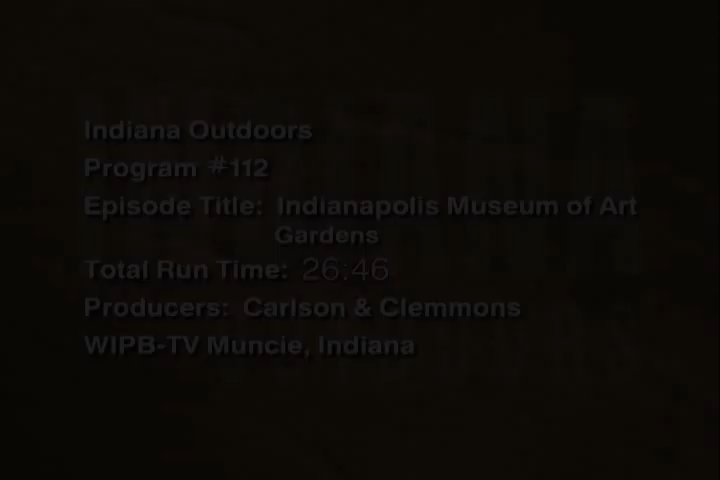 Indiana Outdoors
Program #112
Episode Title: Indianapolis Museum of Art
Gardens
Total Run Time: 26:46
Producers: Carlson & Clemmons
WIPB-TV Muncie, Indiana